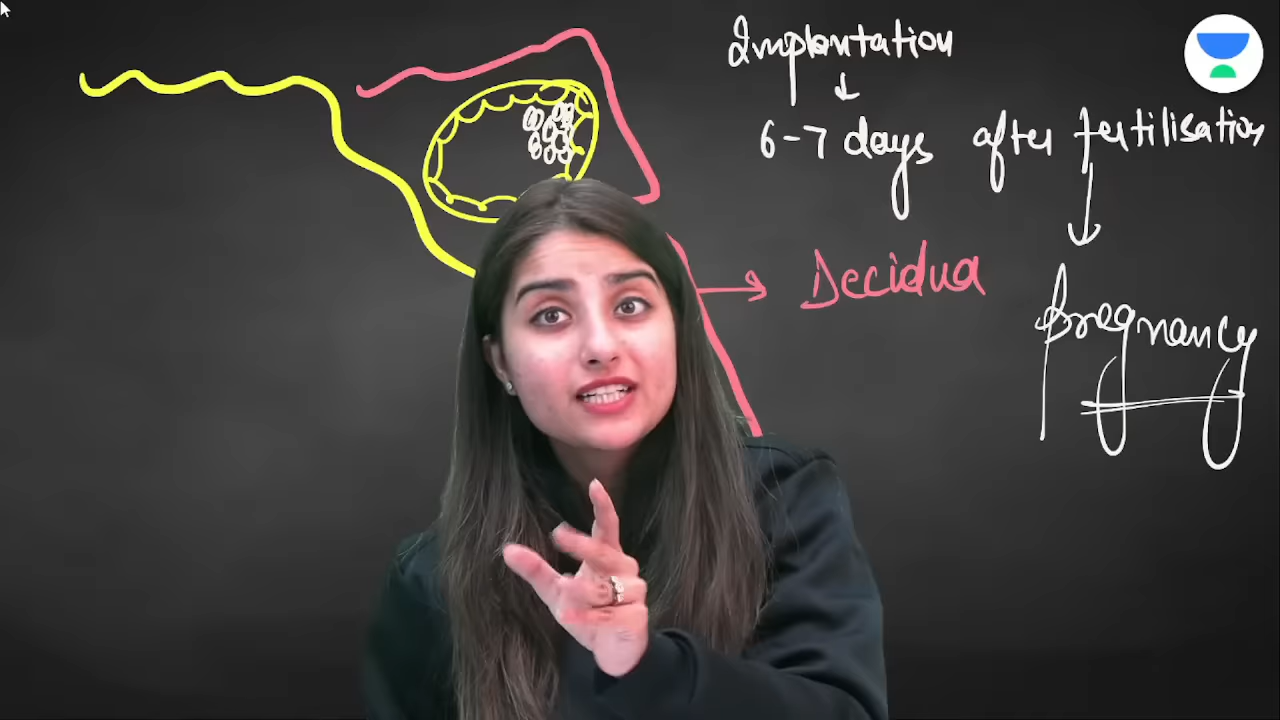 Implantation
↓
6-7 days after fertilisation
↓
→ Decidua
pregnancy